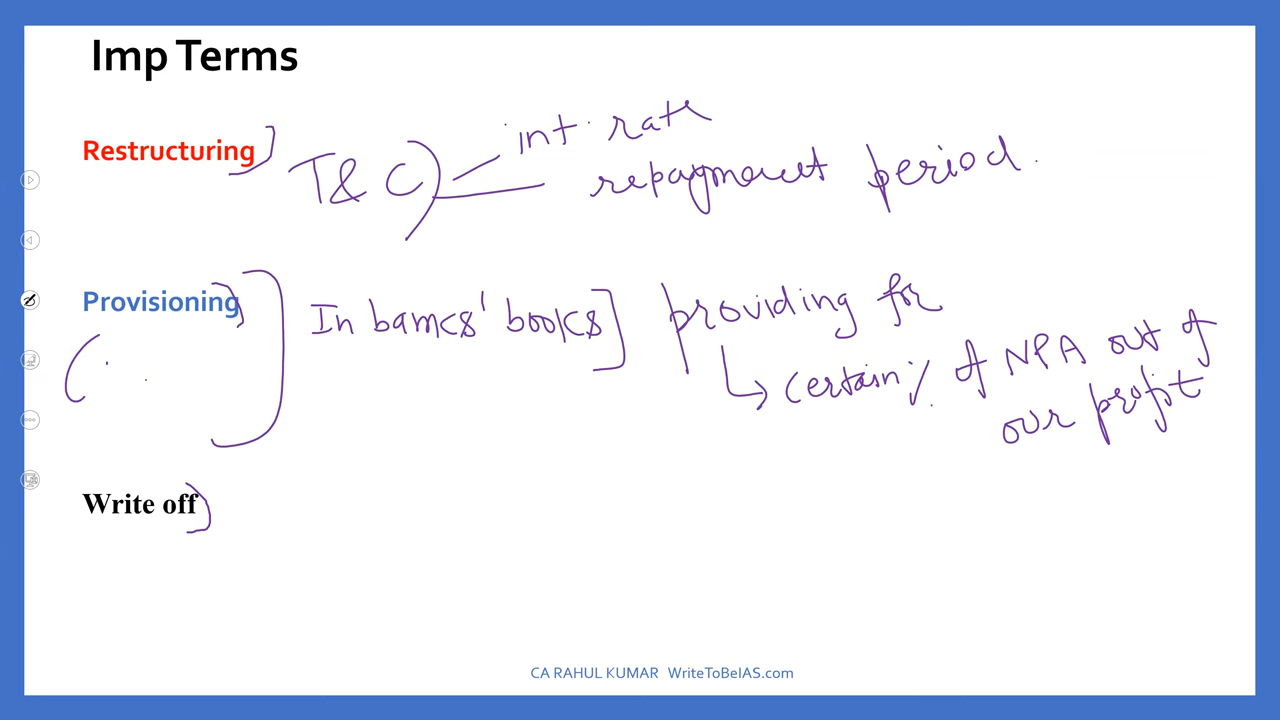 Imp Terms
Restructuring
T&C
int. rate
repayment period.
Provisioning
In banks' books
providing for
certain % of NPA out of
our profit
Write off
CA RAHUL KUMAR WriteToBeIAS.com